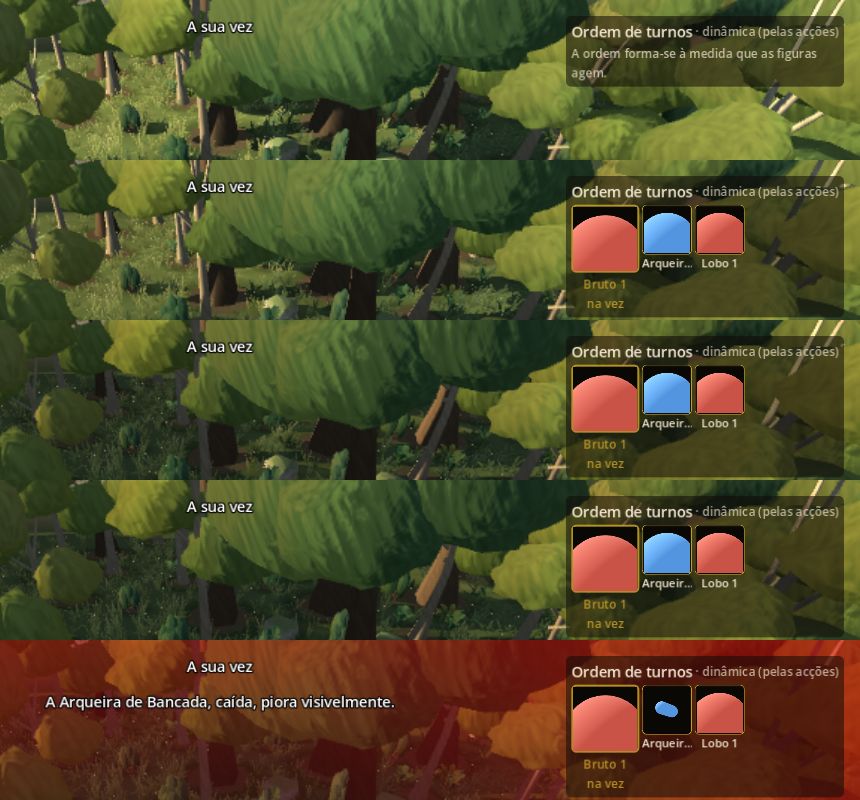 A sua vez
Ordem de turnos · dinâmica (pelas acções)
A ordem forma-se à medida que as figuras
agem.
A sua vez
Ordem de turnos · dinâmica (pelas acções)
Arqueir... Lobo 1
Bruto 1
na vez
A sua vez
Ordem de turnos · dinâmica (pelas acções)
Arqueir... Lobo 1
Bruto 1
na vez
A sua vez
Ordem de turnos · dinâmica (pelas acções)
Arqueir... Lobo 1
Bruto 1
na vez
A sua vez
Ordem de turnos · dinâmica (pelas acções)
A Arqueira de Bancada, caída, piora visivelmente.
Arqueir... Lobo 1
Bruto 1
na vez